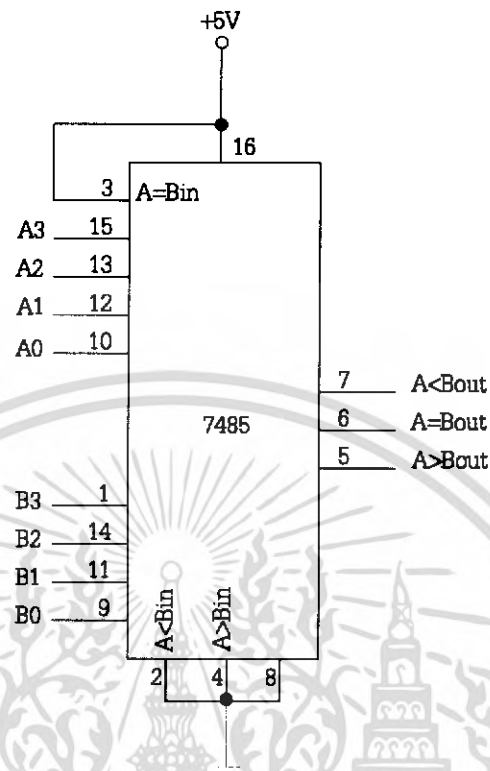 +5V
16
3 A=Bin
A3 15
A2 13
A1 12
A0 10
7 A<Bout
6 A=Bout
7485
5 A>Bout
B3 1
B2 14
B1 11
B0 9
A<Bin
A>Bin
2 4 8